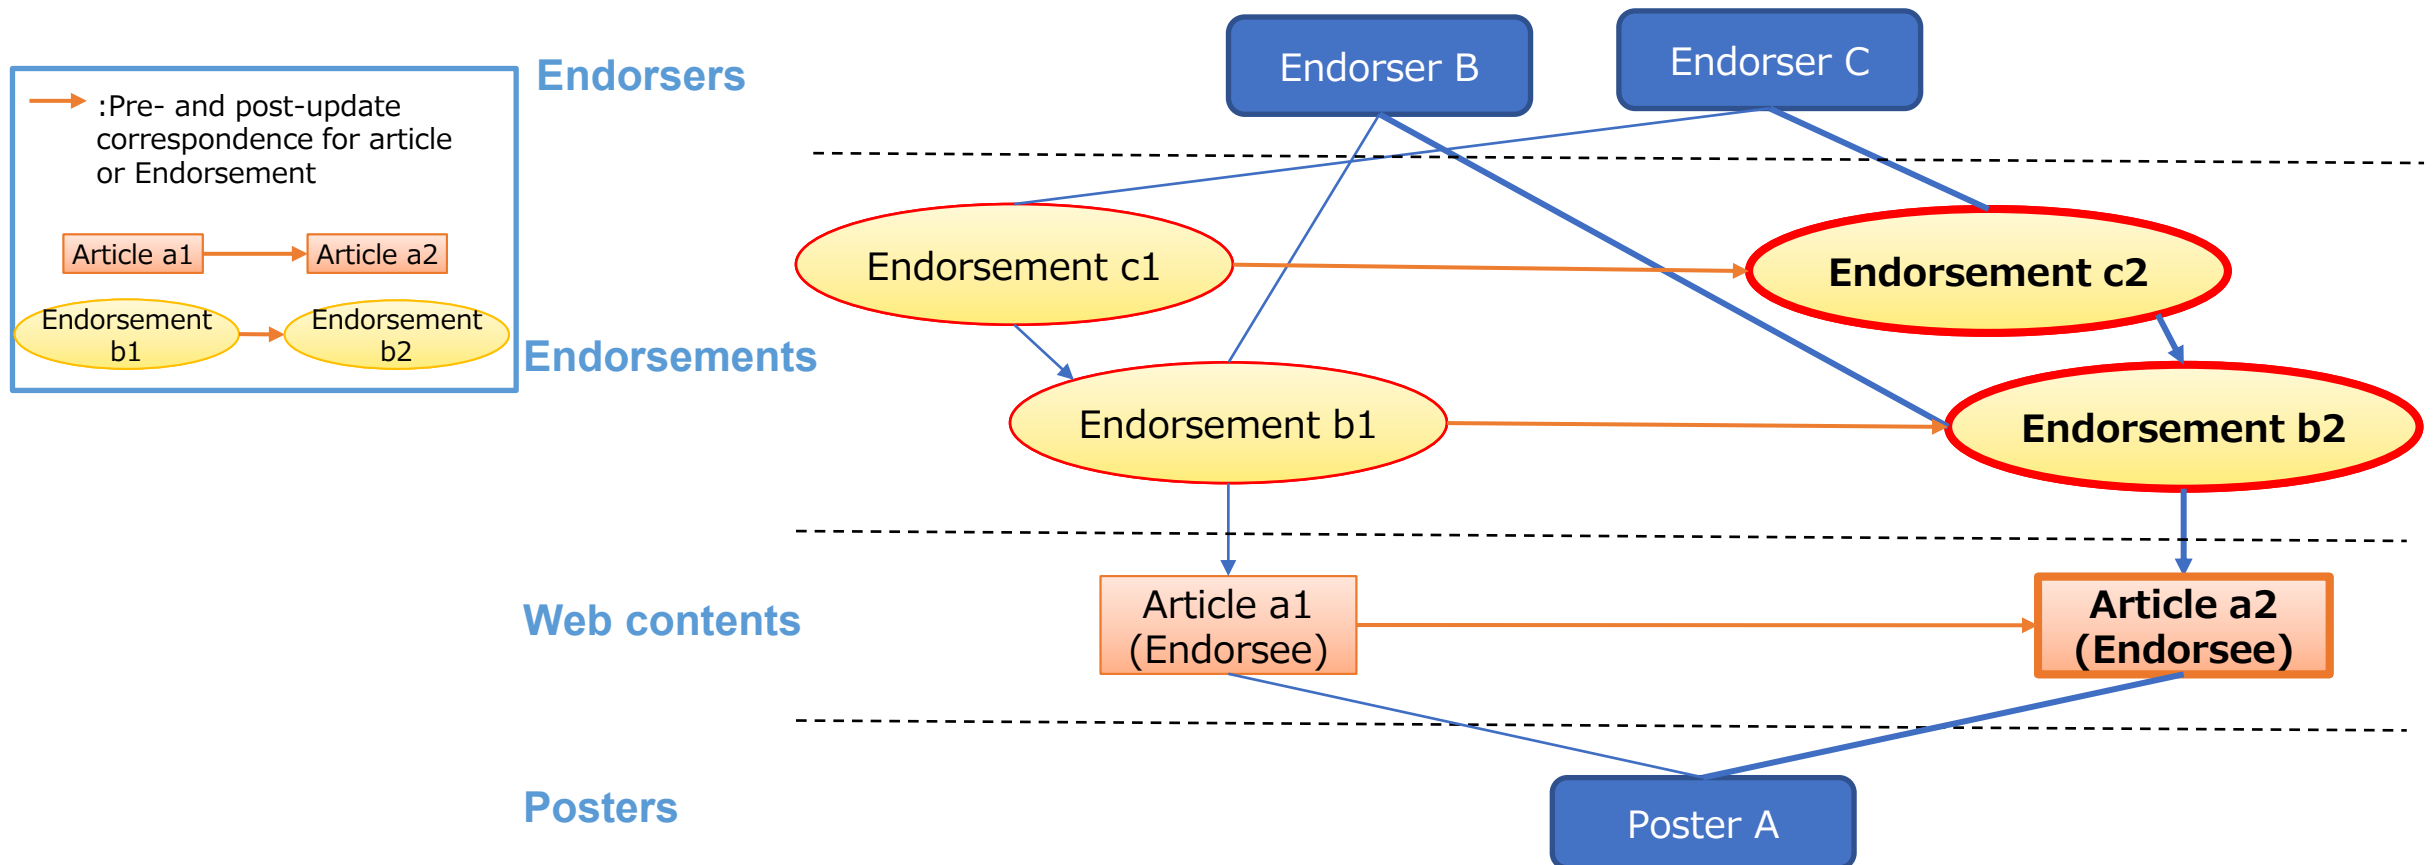 Endorsers
Endorser B
Endorser C
:Pre- and post-update
correspondence for article
or Endorsement
Article a1
Article a2
Endorsement
b1
Endorsement
b2
Endorsements
Endorsement c1
Endorsement c2
Endorsement b1
Endorsement b2
Web contents
Article a1
(Endorsee)
Article a2
(Endorsee)
Posters
Poster A